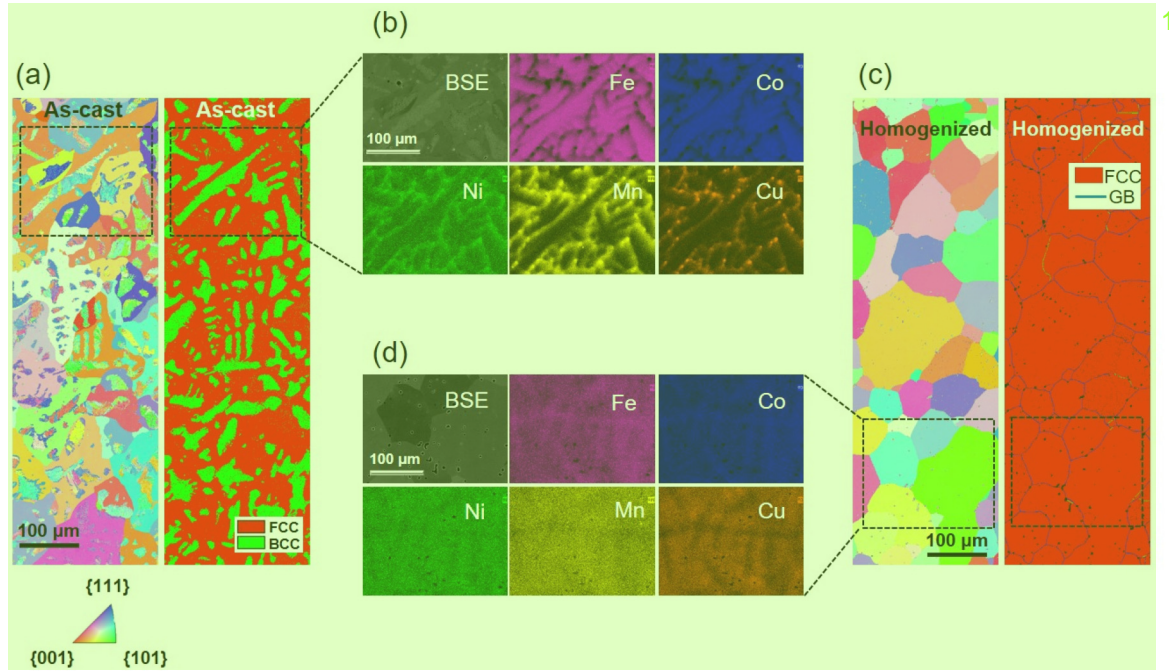 (a)
As-cast
As-cast
100 μm
FCC
BCC
{111}
{001}
{101}
(b)
BSE
Fe
Co
100 μm
Ni
Mn
Cu
(c)
Homogenized
Homogenized
FCC
GB
100 μm
(d)
BSE
Fe
Co
100 μm
Ni
Mn
Cu